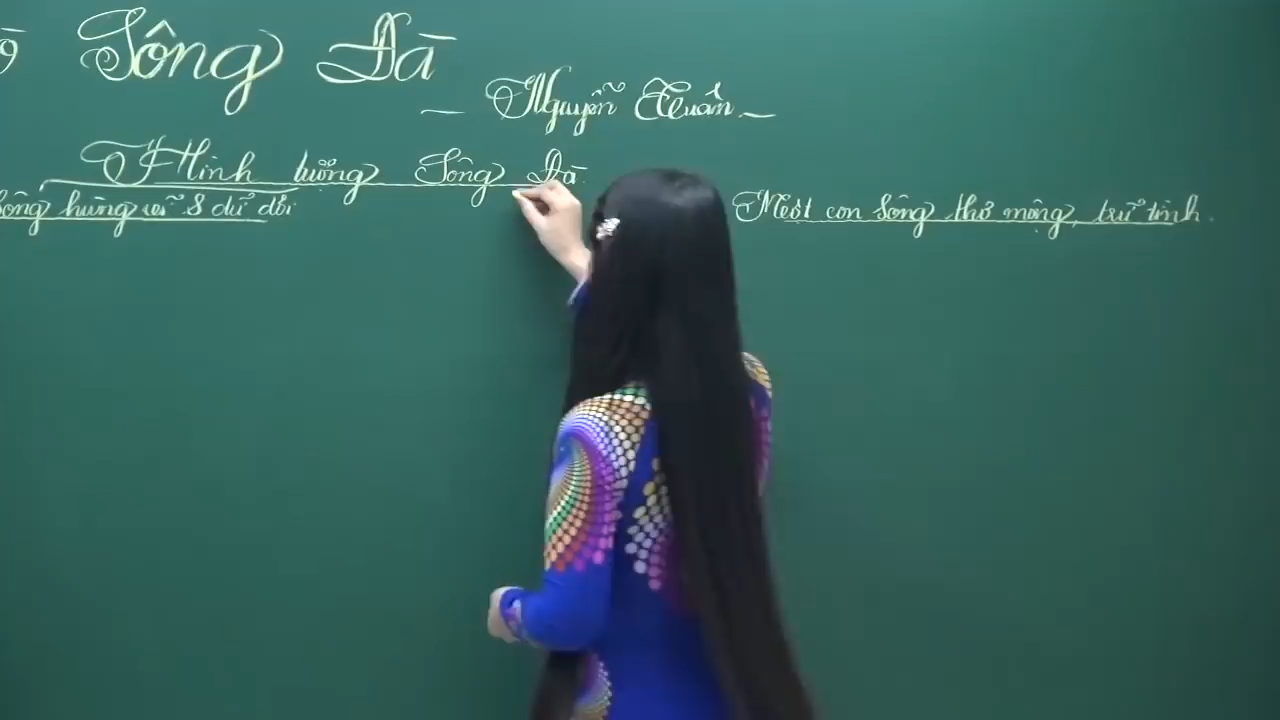 Sông Đà
- Nguyễn Tuân -
Hình tượng Sông Đà
sông hùng vĩ & dữ dội
Một con sông thơ mộng, trữ tình.